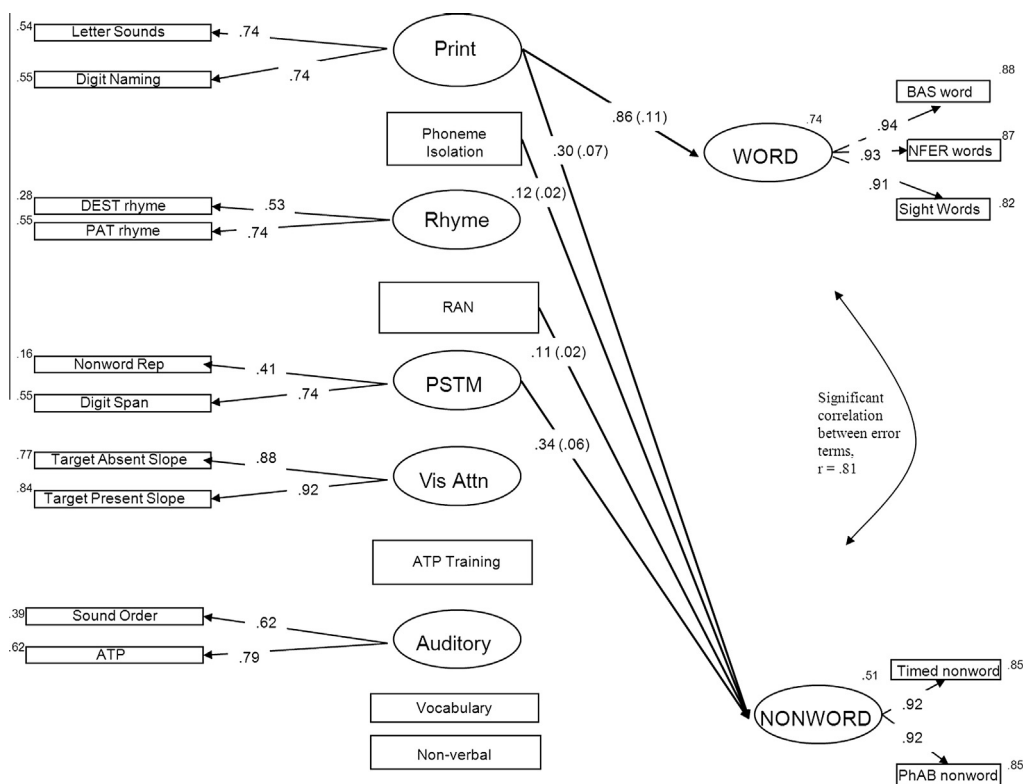 .54
Letter Sounds
.74
.55
Digit Naming
.74
Print
.86 (.11)
.30 (.07)
Phoneme
Isolation
.12 (.02)
.28
DEST rhyme
.53
.55
PAT rhyme
.74
Rhyme
RAN
.11 (.02)
.16
Nonword Rep
.41
.55
Digit Span
.74
PSTM
.34 (.06)
.77
Target Absent Slope
.88
.84
Target Present Slope
.92
Vis Attn
ATP Training
.39
Sound Order
.62
.62
ATP
.79
Auditory
Vocabulary
Non-verbal
.74
WORD
.88
BAS word
.94
.87
NFER words
.93
.91
Sight Words
.82
Significant
correlation
between error
terms,
r = .81
.51
NONWORD
Timed nonword
.85
.92
.92
PhAB nonword
.85